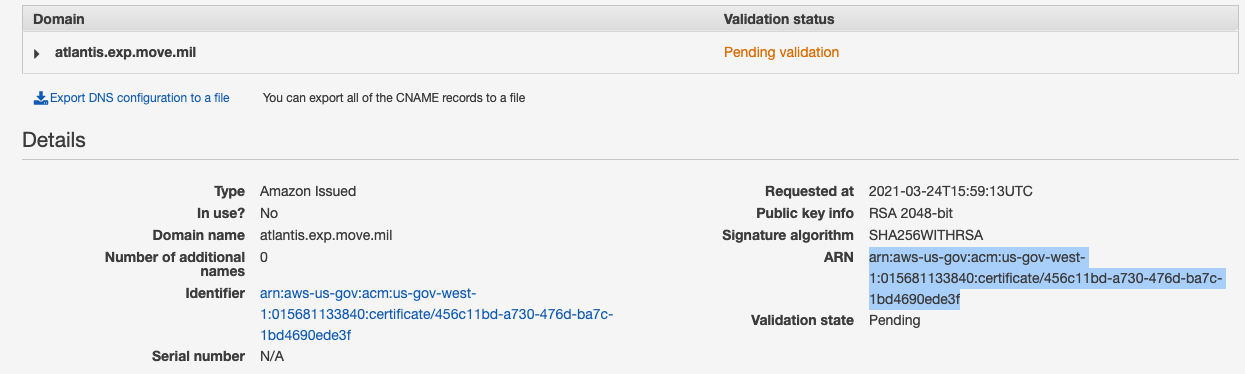 Domain Validation status
atlantis.exp.move.mil Pending validation
Export DNS configuration to a file You can export all of the CNAME records to a file
Details
Type Amazon Issued
In use? No
Domain name atlantis.exp.move.mil
Number of additional names 0
Identifier arn:aws-us-gov:acm:us-gov-west-
1:015681133840:certificate/456c11bd-a730-476d-ba7c-
1bd4690ede3f
Serial number N/A
Requested at 2021-03-24T15:59:13UTC
Public key info RSA 2048-bit
Signature algorithm SHA256WITHRSA
ARN arn:aws-us-gov:acm:us-gov-west-
1:015681133840:certificate/456c11bd-a730-476d-ba7c-
1bd4690ede3f
Validation state Pending